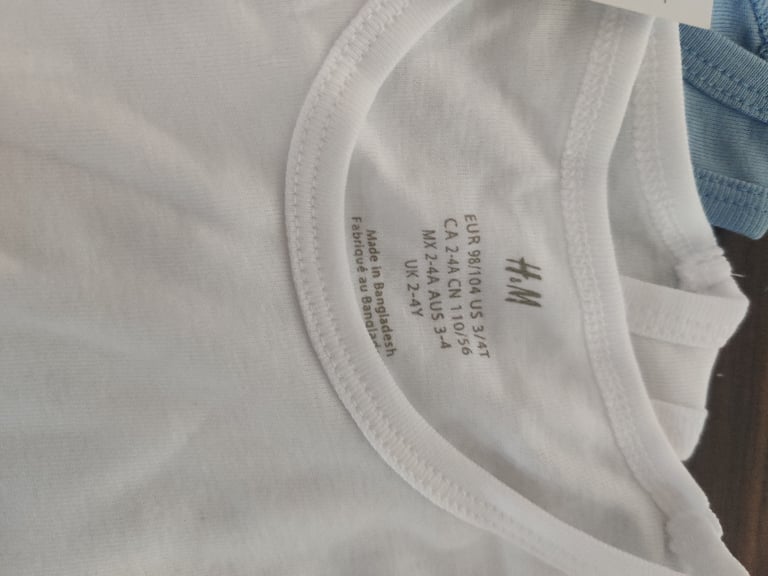 H&M
EUR 98/104 US 3/4T
CA 2-4A CN 110/56
MX 2-4A AUS 3-4
UK 2-4Y
Made in Bangladesh
Fabriqué au